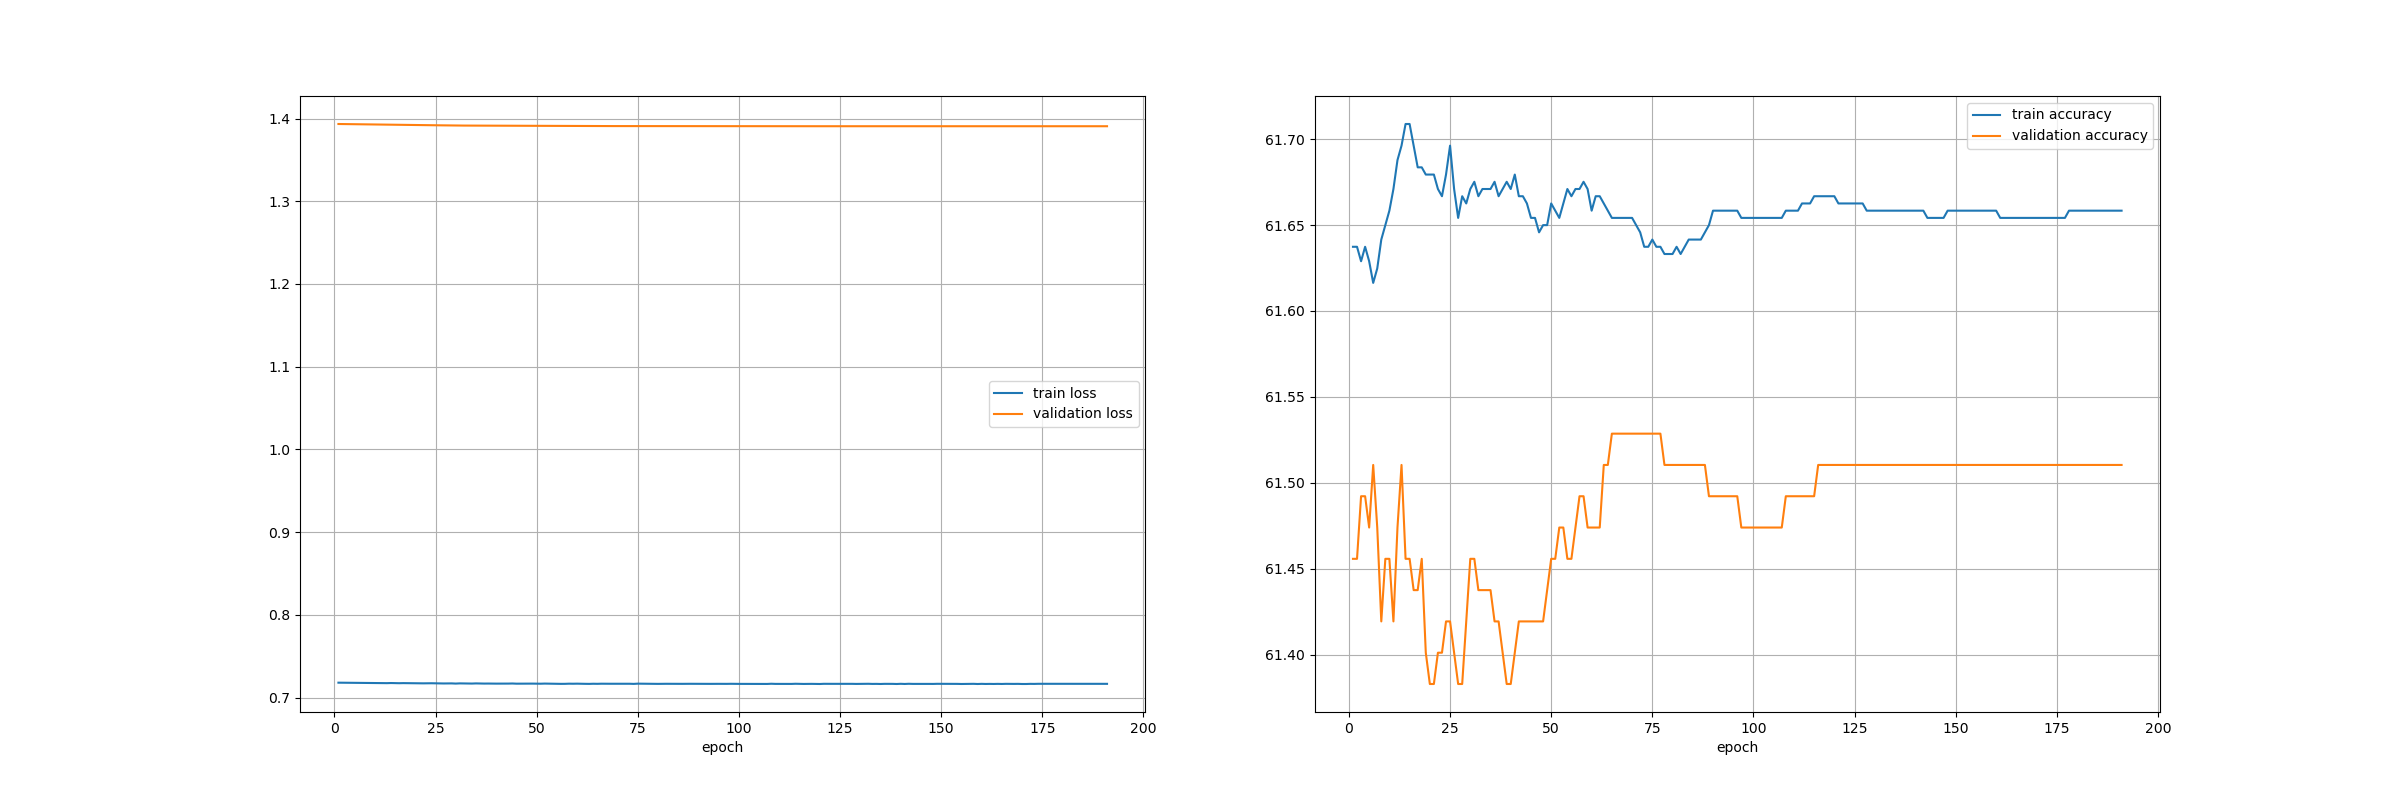 1.4
1.3
1.2
1.1
1.0
0.9
0.8
0.7
0 25 50 75 100 125 150 175 200
epoch
train loss
validation loss
61.70
61.65
61.60
61.55
61.50
61.45
61.40
0 25 50 75 100 125 150 175 200
epoch
train accuracy
validation accuracy